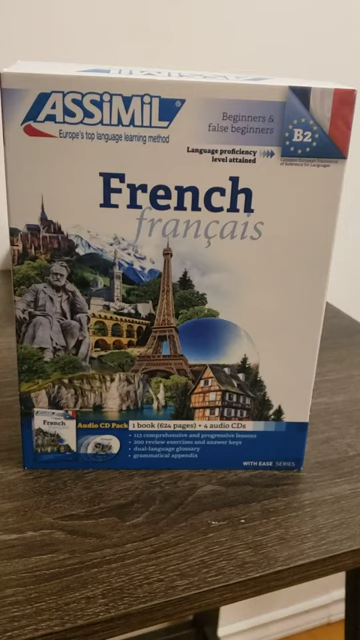 ASSiMiL
Europe's top language learning method
Beginners &
false beginners
Language proficiency
level attained
B2
French
français
Audio CD Pack
1 book (624 pages) • 4 audio CDs
• 113 comprehensive and progressive lessons
• 200 review exercises and answer keys
• dual-language glossary
• grammatical appendix
ASSiMiL
French
WITH EASE SERIES